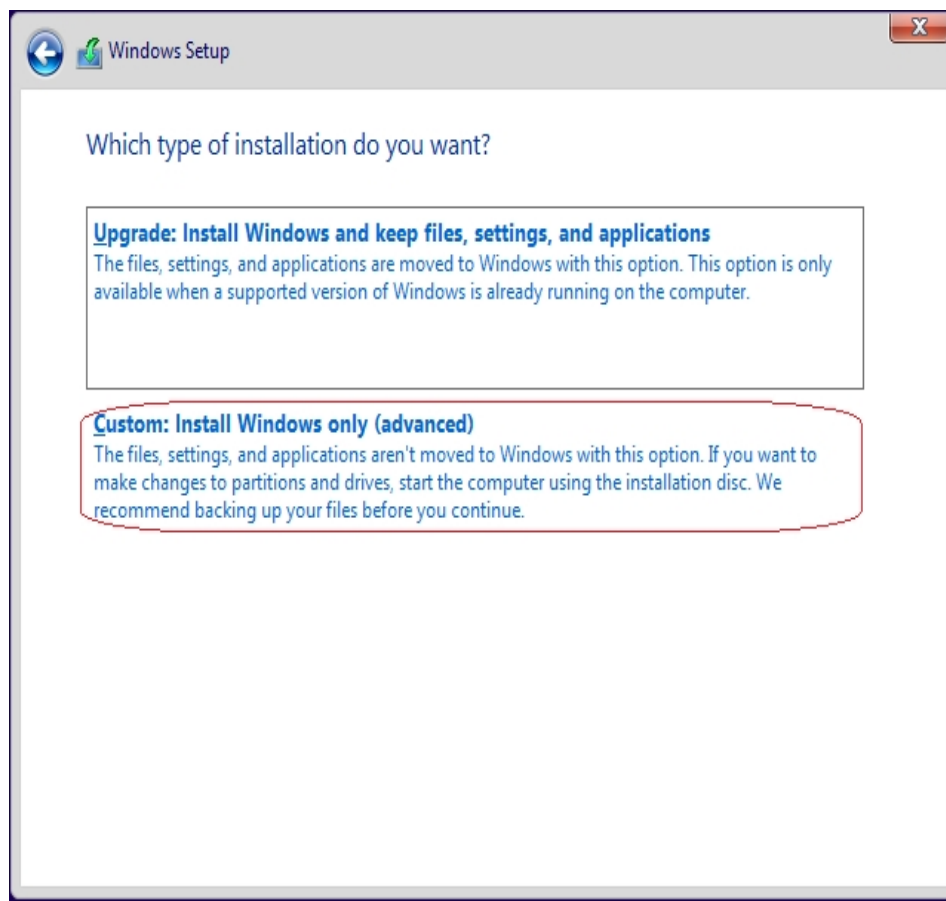 Windows Setup
X
Which type of installation do you want?
Upgrade: Install Windows and keep files, settings, and applications
The files, settings, and applications are moved to Windows with this option. This option is only
available when a supported version of Windows is already running on the computer.
Custom: Install Windows only (advanced)
The files, settings, and applications aren't moved to Windows with this option. If you want to
make changes to partitions and drives, start the computer using the installation disc. We
recommend backing up your files before you continue.